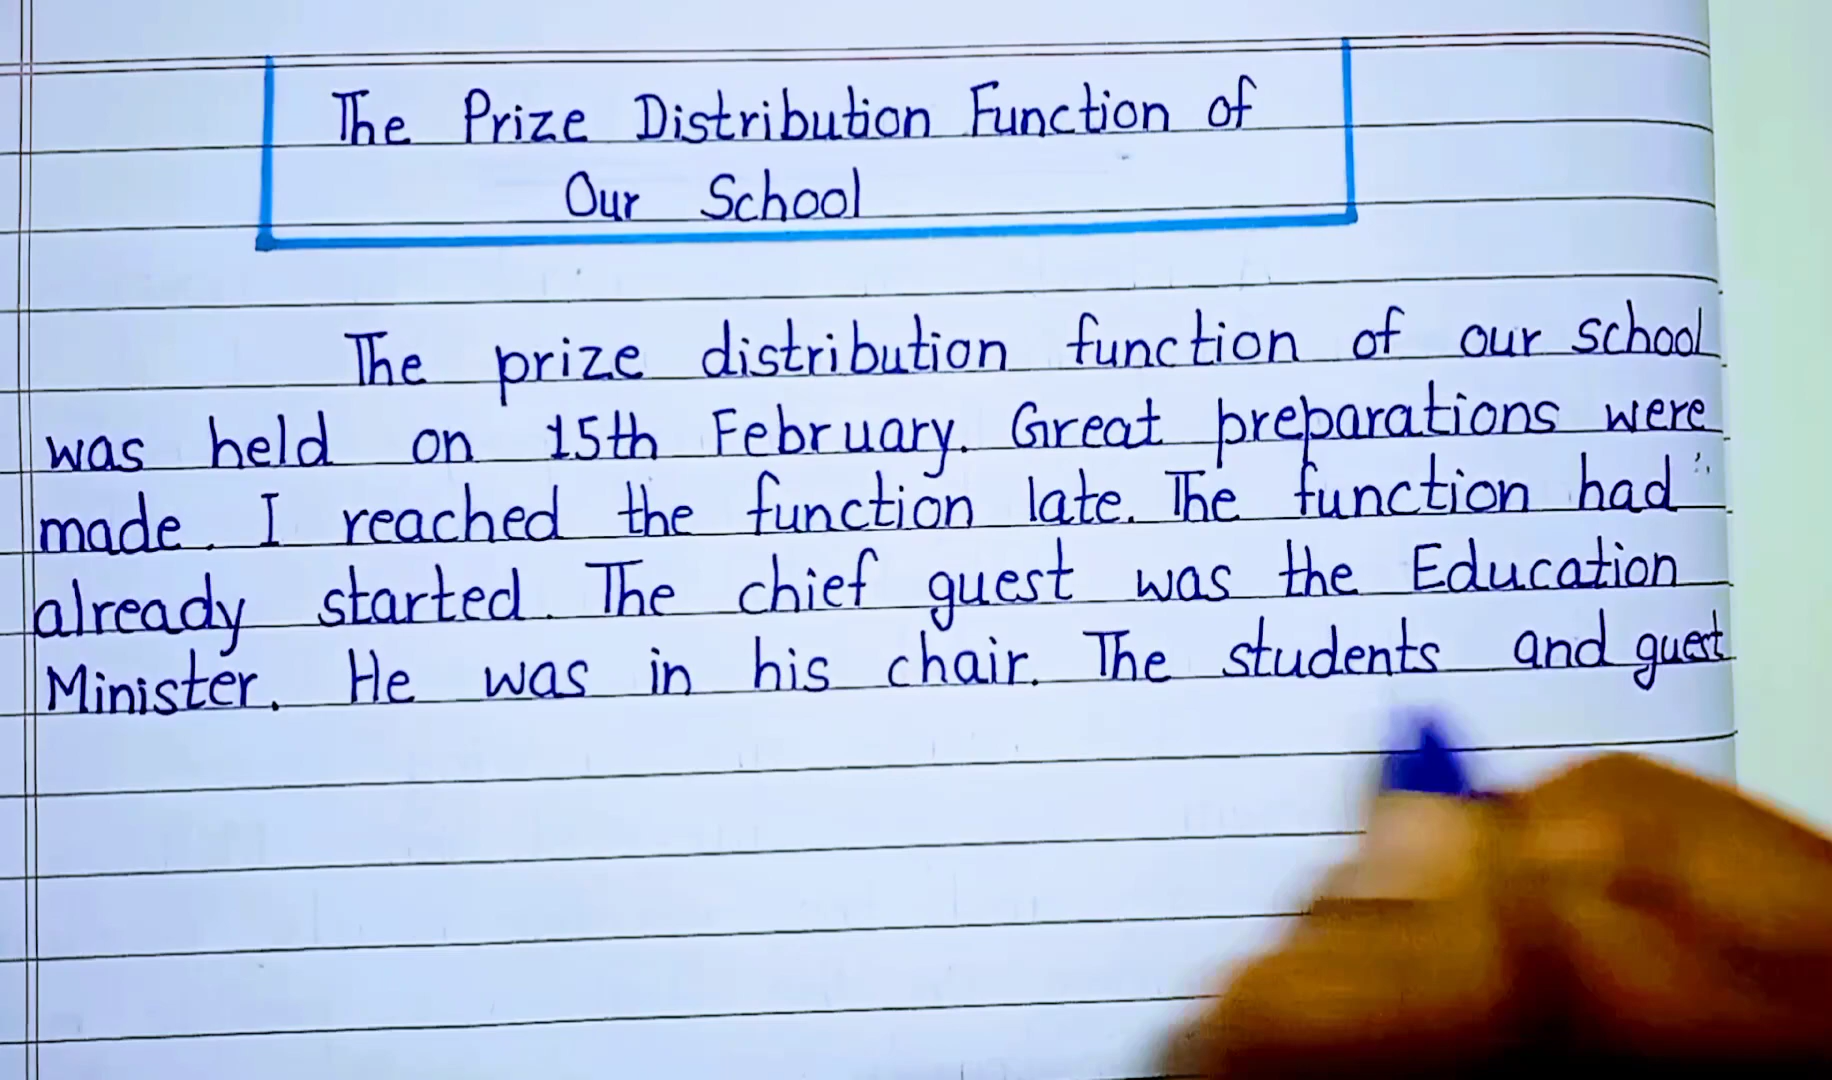 The Prize Distribution Function of
Our School
The prize distribution function of our school
was held on 15th February. Great preparations were
made. I reached the function late. The function had
already started. The chief guest was the Education
Minister. He was in his chair. The students and guest